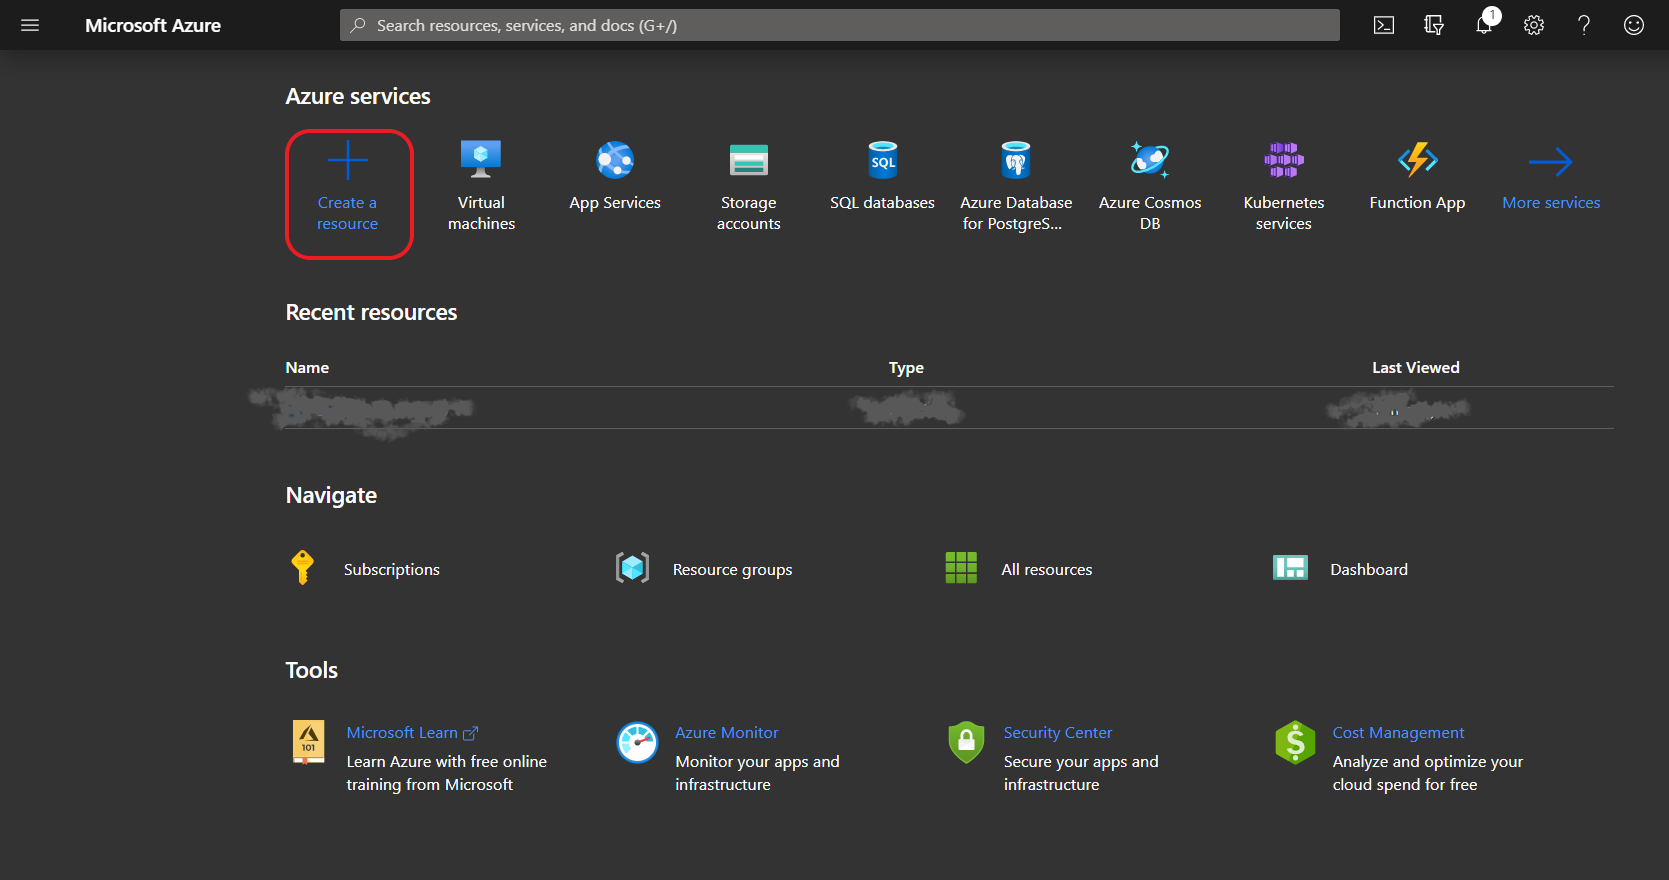 Microsoft Azure
Search resources, services, and docs (G+/)
1
Azure services
Create a
resource
Virtual
machines
App Services
Storage
accounts
SQL
SQL databases
Azure Database
for PostgreS...
Azure Cosmos
DB
Kubernetes
services
Function App
More services
Recent resources
Name Type Last Viewed
Navigate
Subscriptions
Resource groups
All resources
Dashboard
Tools
101
Microsoft Learn
Learn Azure with free online
training from Microsoft
Azure Monitor
Monitor your apps and
infrastructure
Security Center
Secure your apps and
infrastructure
Cost Management
Analyze and optimize your
cloud spend for free